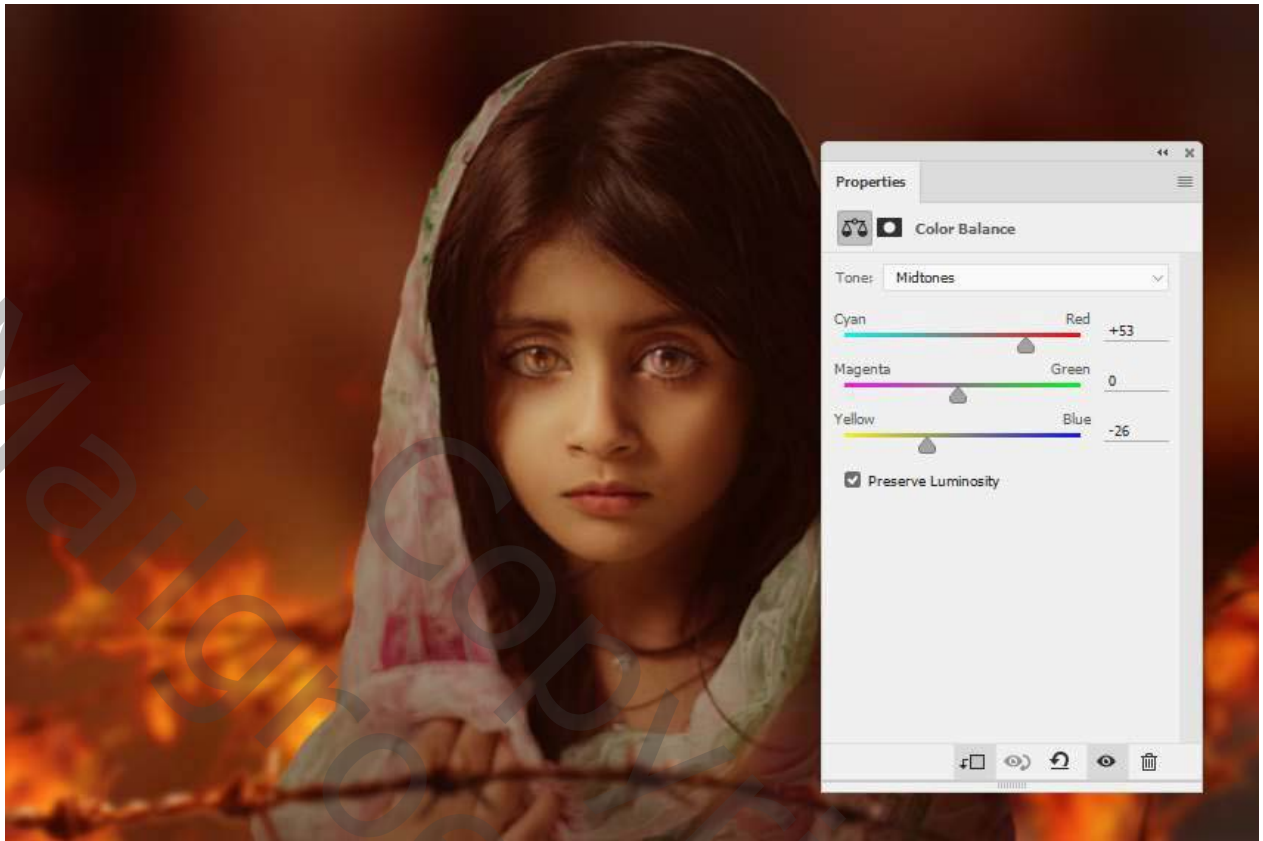 Properties
Color Balance
Tone: Midtones
Cyan Red +53
Magenta Green 0
Yellow Blue -26
Preserve Luminosity